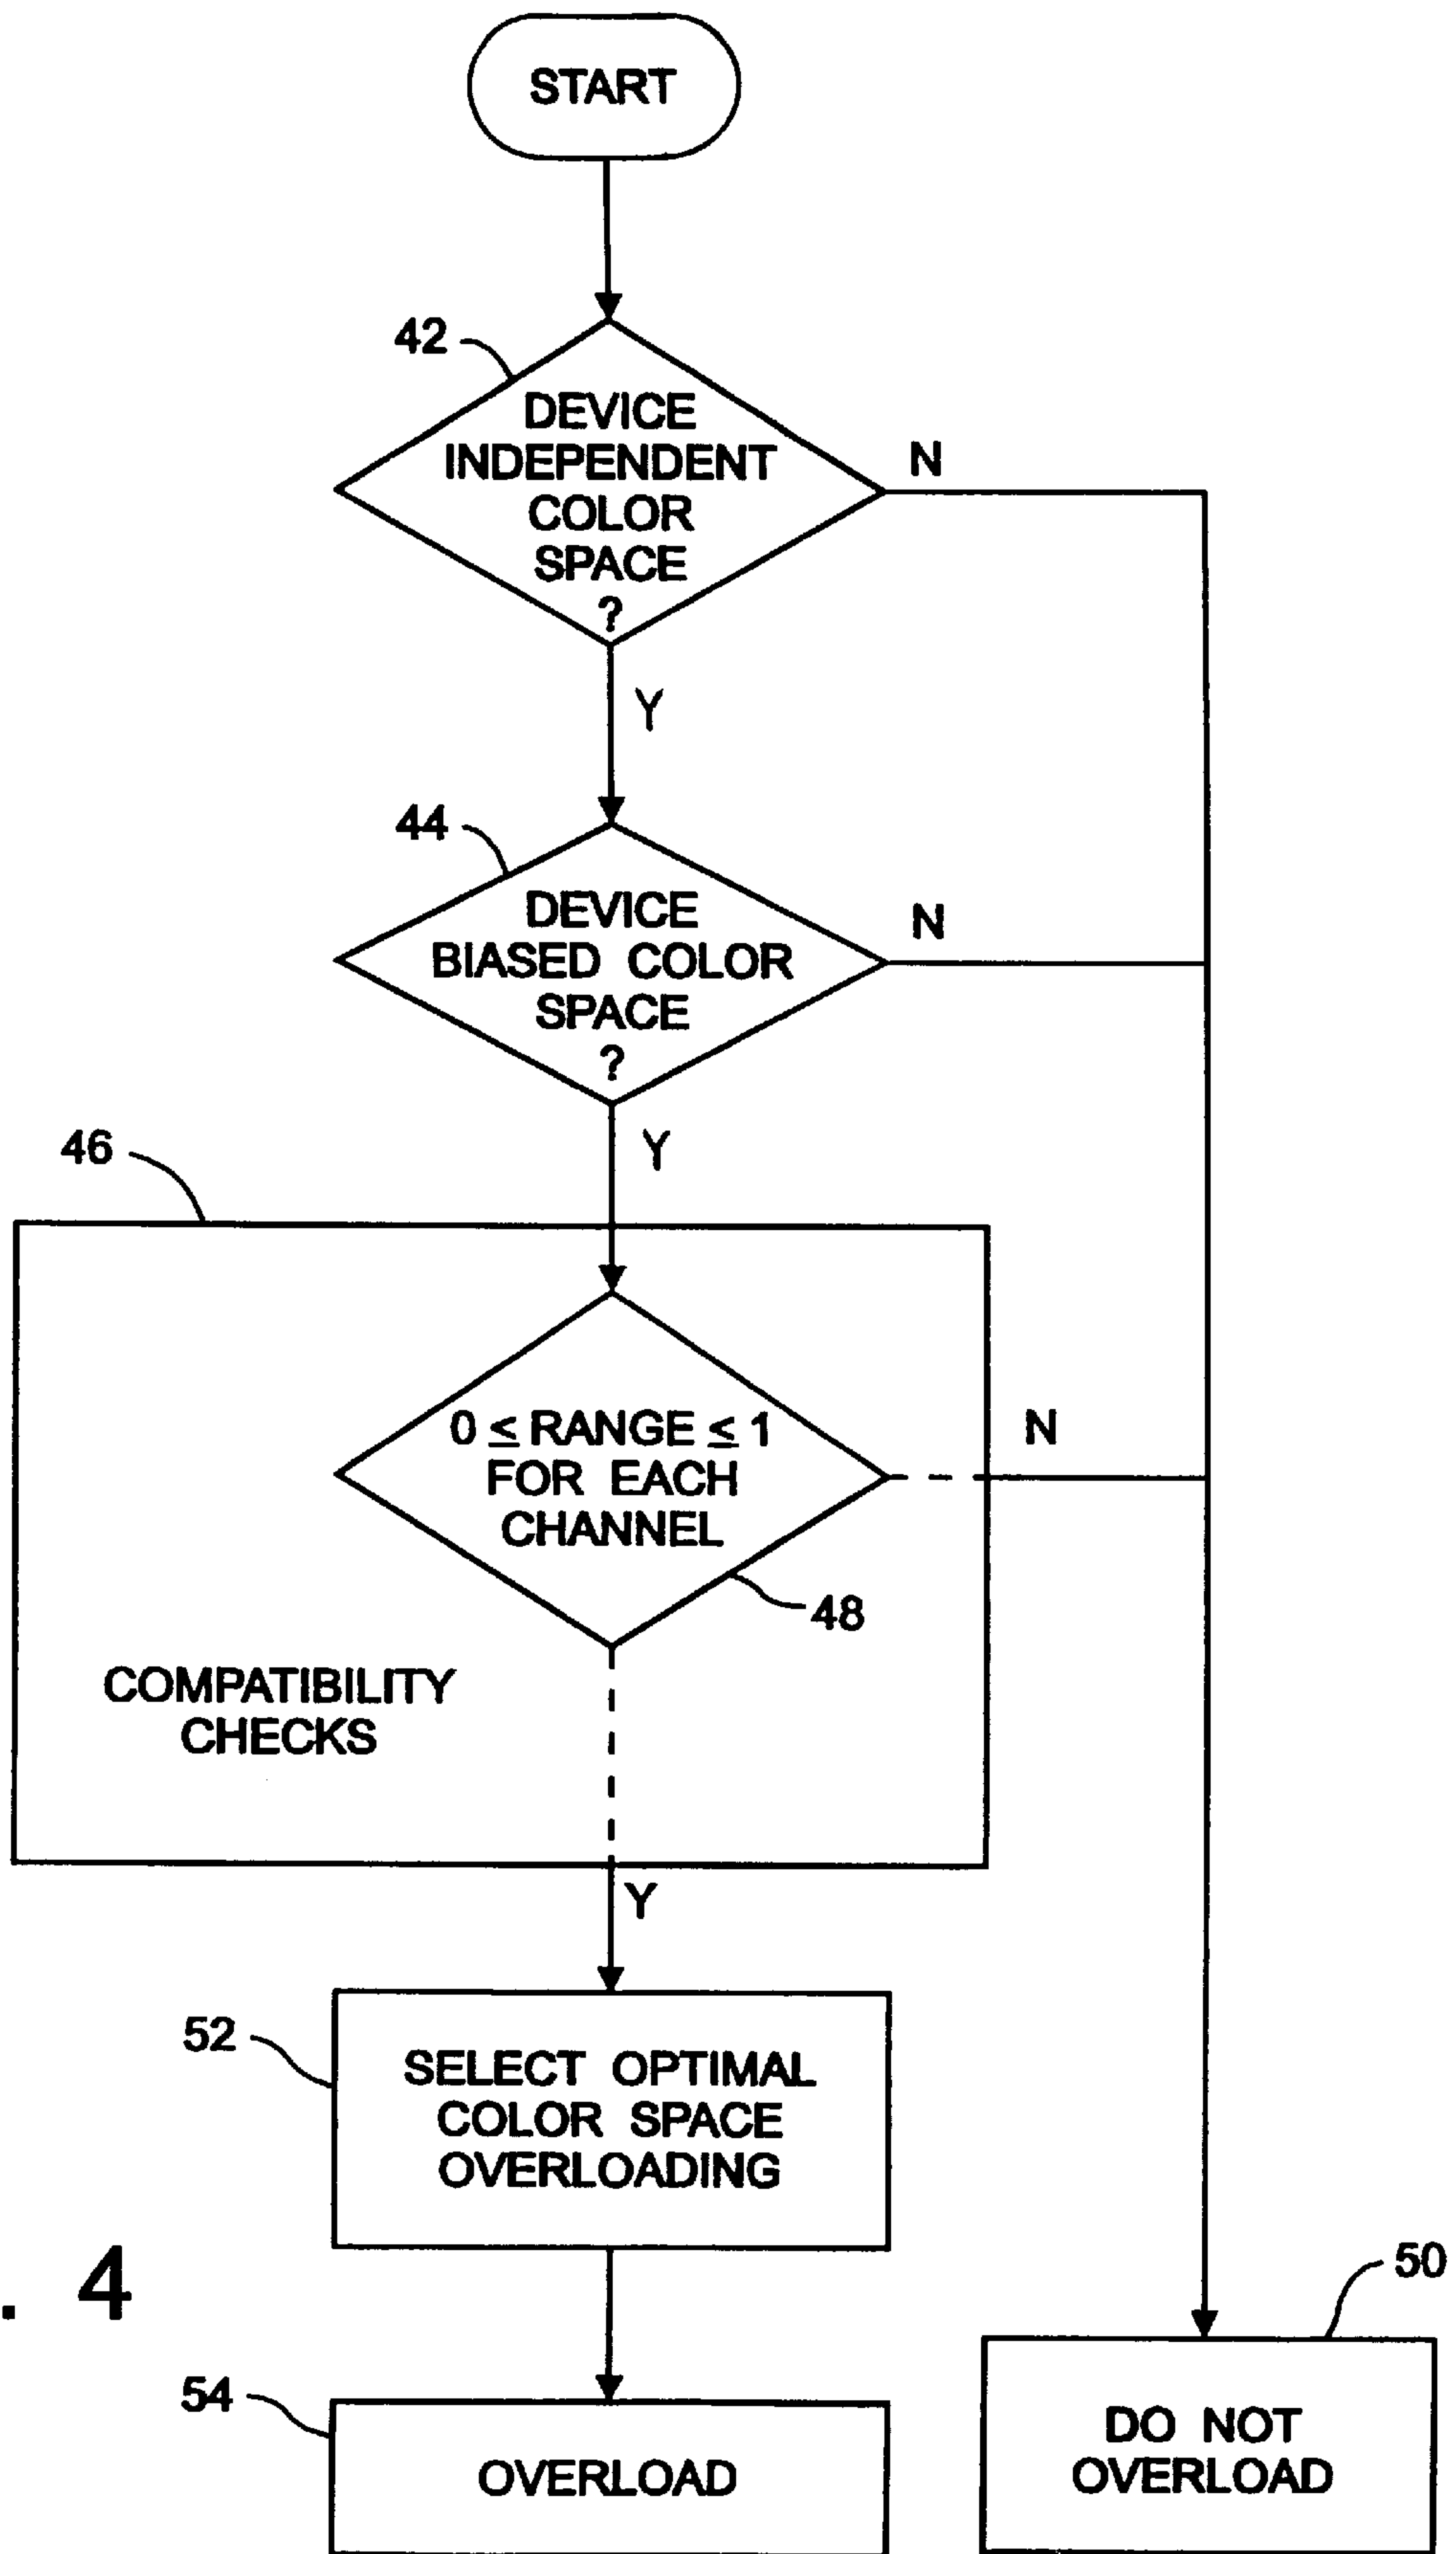 START
42
DEVICE
INDEPENDENT
COLOR
SPACE
?
N
Y
44
DEVICE
BIASED COLOR
SPACE
?
N
Y
46
0 ≤ RANGE ≤ 1
FOR EACH
CHANNEL
N
48
COMPATIBILITY
CHECKS
Y
52
SELECT OPTIMAL
COLOR SPACE
OVERLOADING
. 4
50
54
OVERLOAD
DO NOT
OVERLOAD